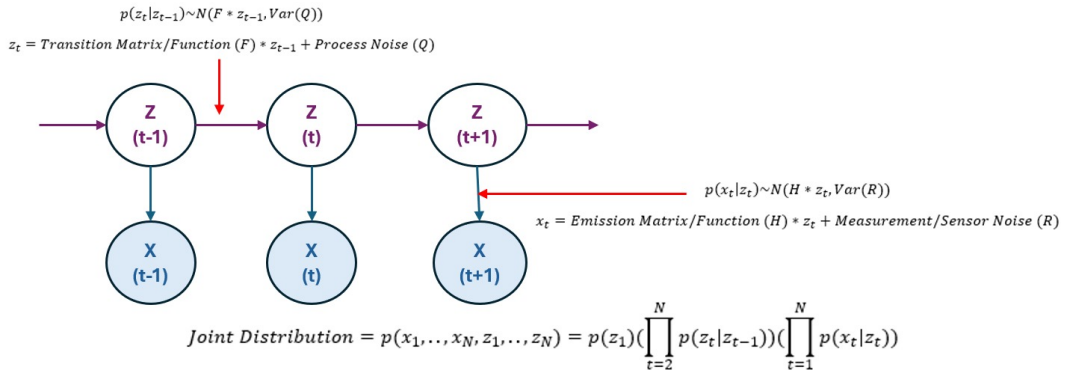 p(z_t|z_{t-1})~N(F * z_{t-1}, Var(Q))
z_t = Transition Matrix/Function (F) * z_{t-1} + Process Noise (Q)
Z Z Z
(t-1) (t) (t+1)
p(x_t|z_t)~N(H * z_t, Var(R))
x_t = Emission Matrix/Function (H) * z_t + Measurement/Sensor Noise (R)
X X X
(t-1) (t) (t+1)
Joint Distribution = p(x_1,..,x_N,z_1,..,z_N) = p(z_1)(∏_{t=2}^{N} p(z_t|z_{t-1}))(∏_{t=1}^{N} p(x_t|z_t))